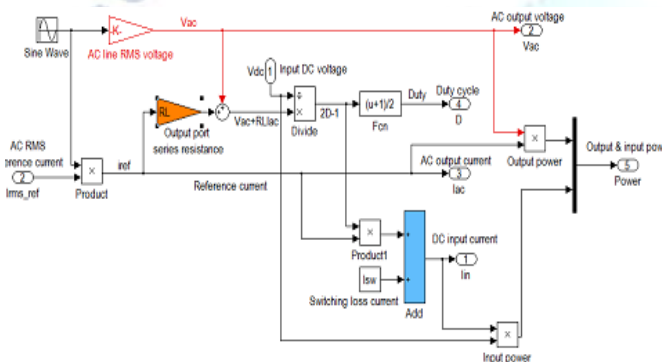 AC output voltage
Vac
2
Vac
-K-
Sine Wave
AC line RMS voltage
Vdc
1
Input DC voltage
RL
÷
×
Vac+RLIac
2D-1
Divide
(u+1)/2
Fcn
Duty
Duty cycle
4
D
Output port
series resistance
AC RMS
erence current
2
Irms_ref
×
Product
iref
Reference current
AC output current
3
Iac
×
Output power
Output & input pow
5
Power
×
Product1
DC input current
1
Iin
Isw
Switching loss current
Add
×
Input power